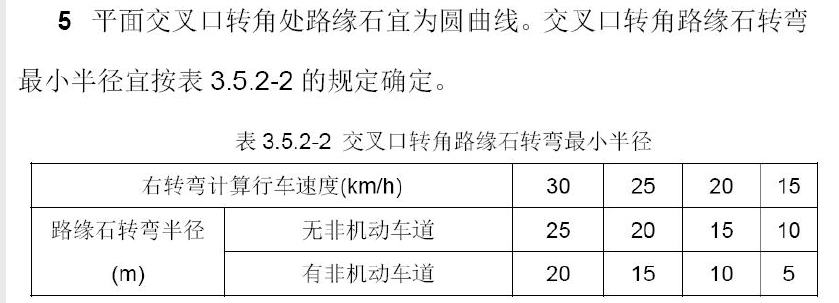 5 平面交叉口转角处路缘石宜为圆曲线。交叉口转角路缘石转弯
最小半径宜按表 3.5.2-2 的规定确定。
表 3.5.2-2 交叉口转角路缘石转弯最小半径
右转弯计算行车速度(km/h) 30 25 20 15
路缘石转弯半径 无非机动车道 25 20 15 10
(m) 有非机动车道 20 15 10 5